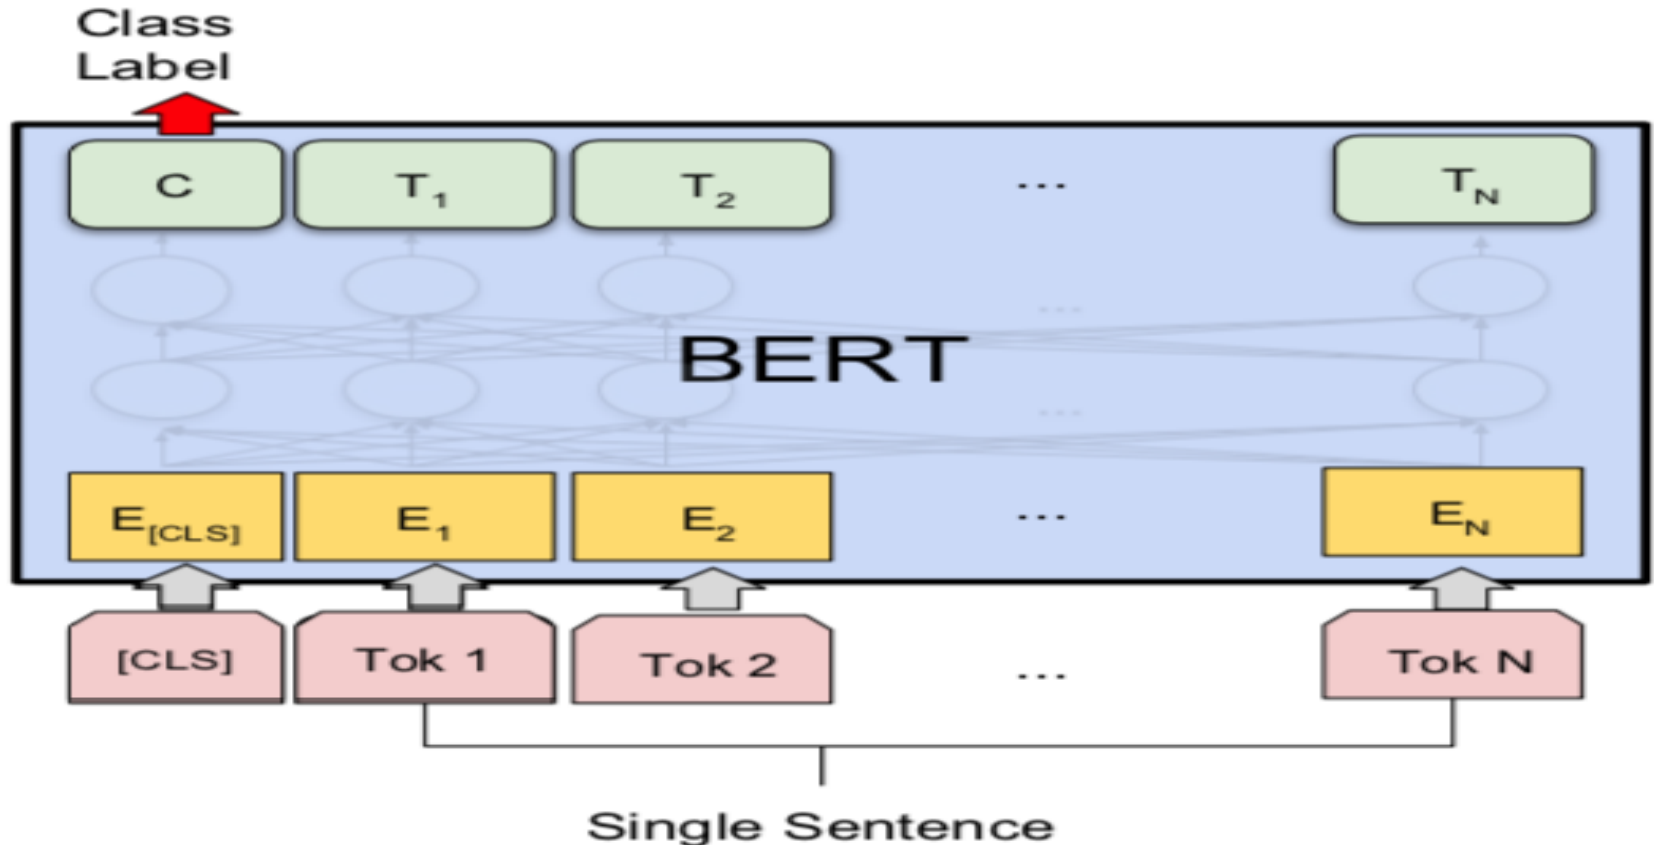 Class
Label
C T1 T2 ... TN
...
BERT
...
E[CLS] E1 E2 ... EN
[CLS] Tok 1 Tok 2 ... Tok N
Single Sentence